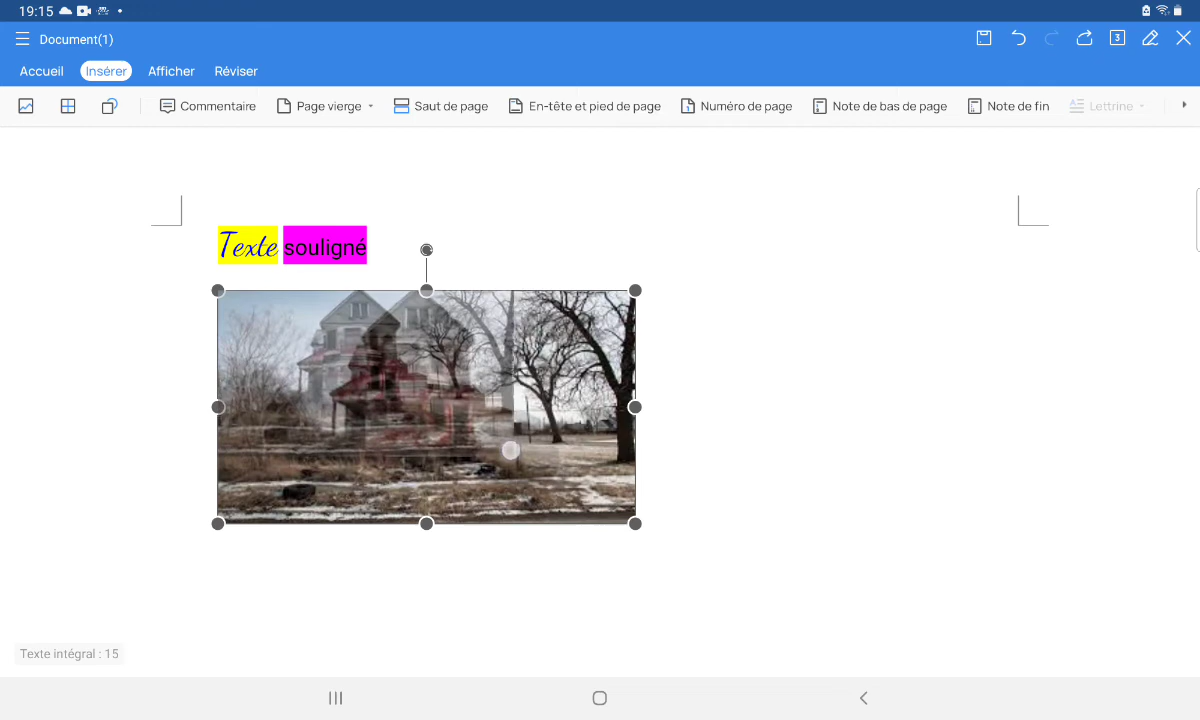 19:15
Document(1)
3
Accueil Insérer Afficher Réviser
Commentaire Page vierge Saut de page En-tête et pied de page Numéro de page Note de bas de page Note de fin Lettrine
Texte souligné
Texte intégral : 15